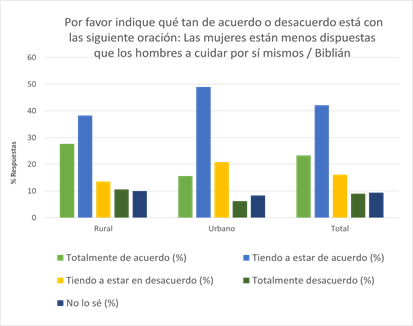 Por favor indique qué tan de acuerdo o desacuerdo está con
las siguiente oración: Las mujeres están menos dispuestas
que los hombres a cuidar por sí mismos / Biblián
60
50
40
30
20
10
0
% Respuestas
Rural Urbano Total
Totalmente de acuerdo (%) Tiendo a estar de acuerdo (%)
Tiendo a estar en desacuerdo (%) Totalmente desacuerdo (%)
No lo sé (%)